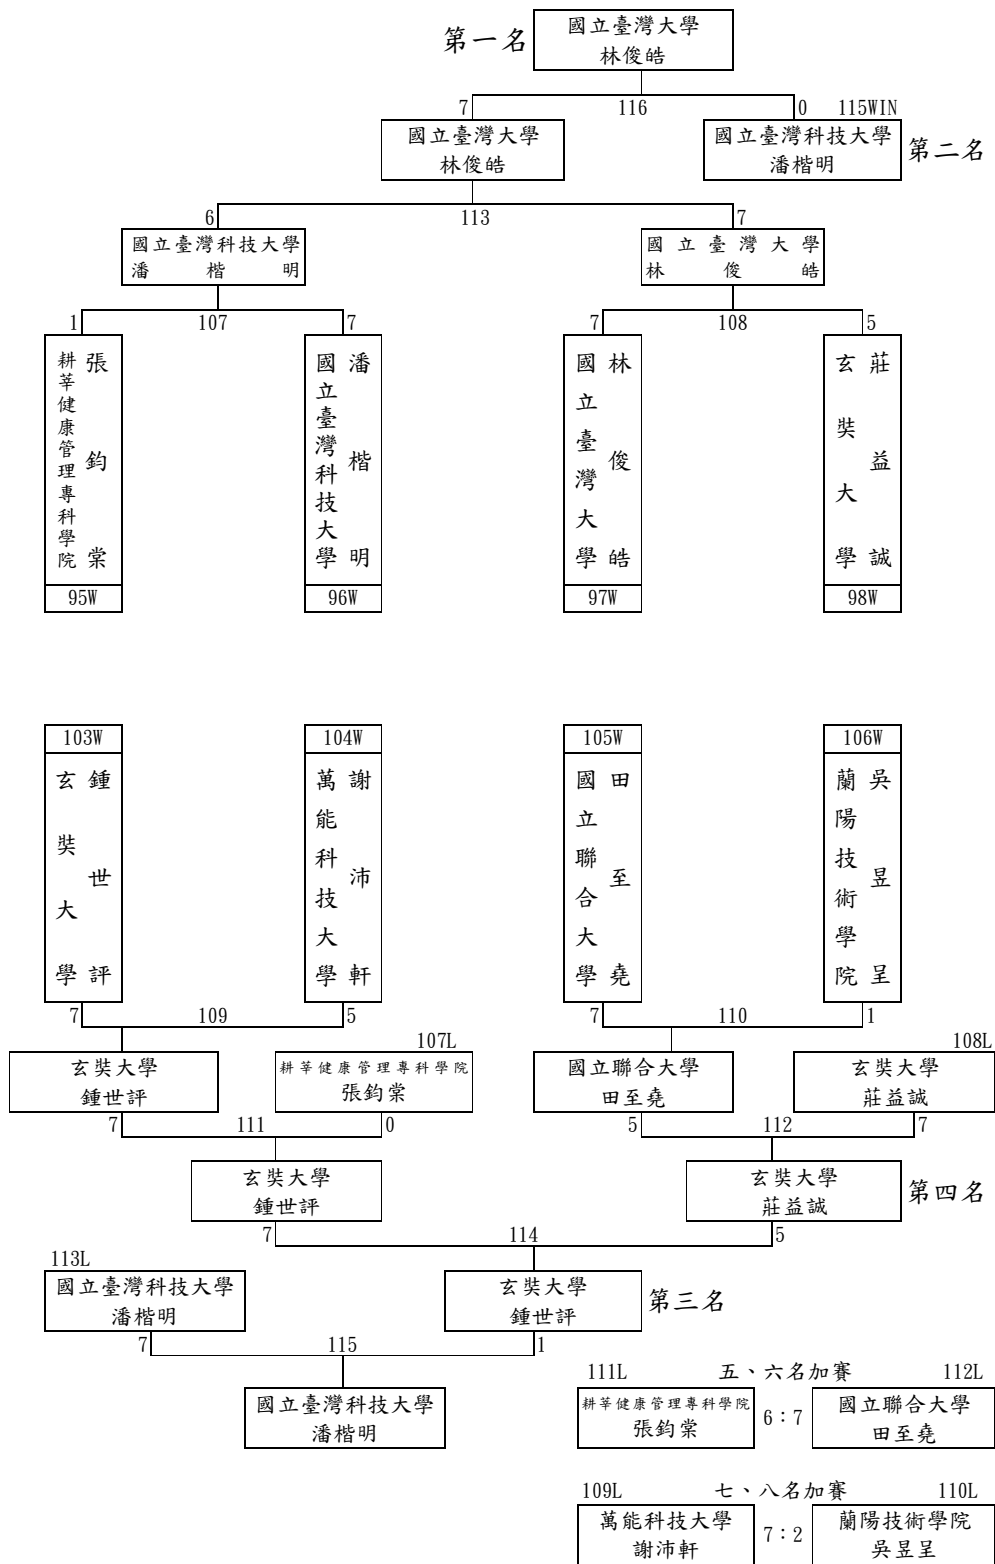 第一名
國立臺灣大學
林俊皓
7 116 0 115WIN
國立臺灣大學
林俊皓
國立臺灣科技大學
潘楷明
第二名
6 113 7
國立臺灣科技大學
潘楷明
國立臺灣大學
林俊皓
1 107 7
7 108 5
張鈞棠
耕莘健康管理專科學院
95W
潘楷明
國立臺灣科技大學
96W
林俊皓
國立臺灣大學
97W
莊益誠
玄奘大學
98W
103W
鍾世評
玄奘大學
104W
謝沛軒
萬能科技大學
105W
田至堯
國立聯合大學
106W
吳昱呈
蘭陽技術學院
7 109 5
7 110 1
玄奘大學
鍾世評
107L
耕莘健康管理專科學院
張鈞棠
國立聯合大學
田至堯
108L
玄奘大學
莊益誠
7 111 0
5 112 7
玄奘大學
鍾世評
玄奘大學
莊益誠
第四名
7 114 5
113L
國立臺灣科技大學
潘楷明
玄奘大學
鍾世評
第三名
7 115 1
國立臺灣科技大學
潘楷明
111L 五、六名加賽 112L
耕莘健康管理專科學院
張鈞棠
6：7
國立聯合大學
田至堯
109L 七、八名加賽 110L
萬能科技大學
謝沛軒
7：2
蘭陽技術學院
吳昱呈